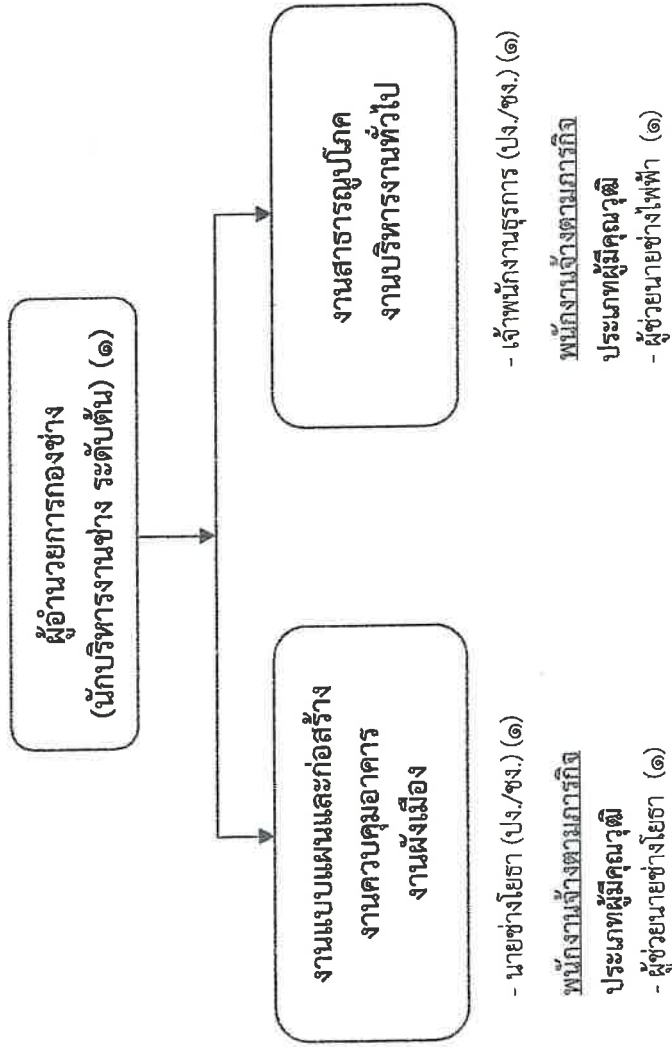 ผู้อำนวยการกองช่าง
(นักบริหารงานช่าง ระดับต้น) (๑)
งานแบบแผนและก่อสร้าง
งานควบคุมอาคาร
งานผังเมือง
- นายช่างโยธา (ปง./ชง.) (๑)
พนักงานจ้างตามภารกิจ
ประเภทผู้มีคุณวุฒิ
- ผู้ช่วยนายช่างโยธา (๑)
งานสาธารณูปโภค
งานบริหารงานทั่วไป
- เจ้าพนักงานธุรการ (ปง./ชง.) (๑)
พนักงานจ้างตามภารกิจ
ประเภทผู้มีคุณวุฒิ
- ผู้ช่วยนายช่างไฟฟ้า (๑)